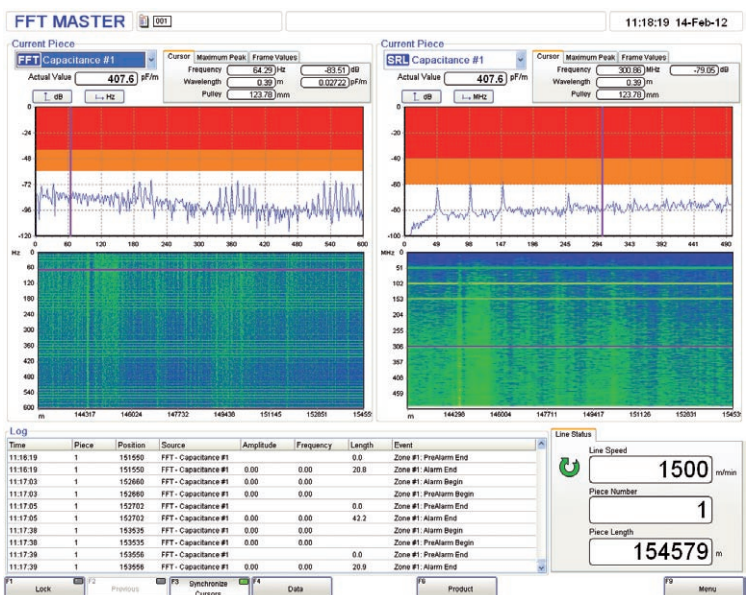 FFT MASTER 001 11:18:19 14-Feb-12
Current Piece
FFT Capacitance #1
Actual Value 407.6 pF/m
dB Hz
Cursor Maximum Peak Frame Values
Frequency 64.29 Hz -83.51 dB
Wavelength 0.39 m 0.02722 pF/m
Pulley 123.78 mm
0
-24
-48
-72
-96
-120
0 60 120 180 240 300 360 420 480 540 600
Hz 0
60
120
180
240
300
360
420
480
540
600
m 144317 146024 147732 149438 151145 152851 15455
Current Piece
SRL Capacitance #1
Actual Value 407.6 pF/m
dB MHz
Cursor Maximum Peak Frame Values
Frequency 300.86 MHz -79.05 dB
Wavelength 0.39 m
Pulley 123.78 mm
0
-20
-40
-60
-80
-100
0 49 98 147 196 245 294 343 392 441 490
MHz 0
51
102
153
204
255
306
357
408
459
m 144296 146004 147711 149417 151126 152831 15453
Log
Time Piece Position Source Amplitude Frequency Length Event
11:16:19 1 151550 FFT - Capacitance #1 0.0 Zone #1: PreAlarm End
11:16:19 1 151550 FFT - Capacitance #1 0.00 0.00 20.8 Zone #1: Alarm End
11:17:03 1 152660 FFT - Capacitance #1 0.00 0.00 Zone #1: Alarm Begin
11:17:03 1 152660 FFT - Capacitance #1 0.00 0.00 Zone #1: PreAlarm Begin
11:17:05 1 152702 FFT - Capacitance #1 0.0 Zone #1: PreAlarm End
11:17:05 1 152702 FFT - Capacitance #1 0.00 0.00 42.2 Zone #1: Alarm End
11:17:38 1 153535 FFT - Capacitance #1 0.00 0.00 Zone #1: Alarm Begin
11:17:38 1 153535 FFT - Capacitance #1 0.00 0.00 Zone #1: PreAlarm Begin
11:17:39 1 153556 FFT - Capacitance #1 0.0 Zone #1: PreAlarm End
11:17:39 1 153556 FFT - Capacitance #1 0.00 0.00 20.9 Zone #1: Alarm End
Line Status
Line Speed
1500 m/min
Piece Number
1
Piece Length
154579 m
F1 Lock
F2 Previous
F3 Synchronize Cursors
F4 Data
F6 Product
F9 Menu